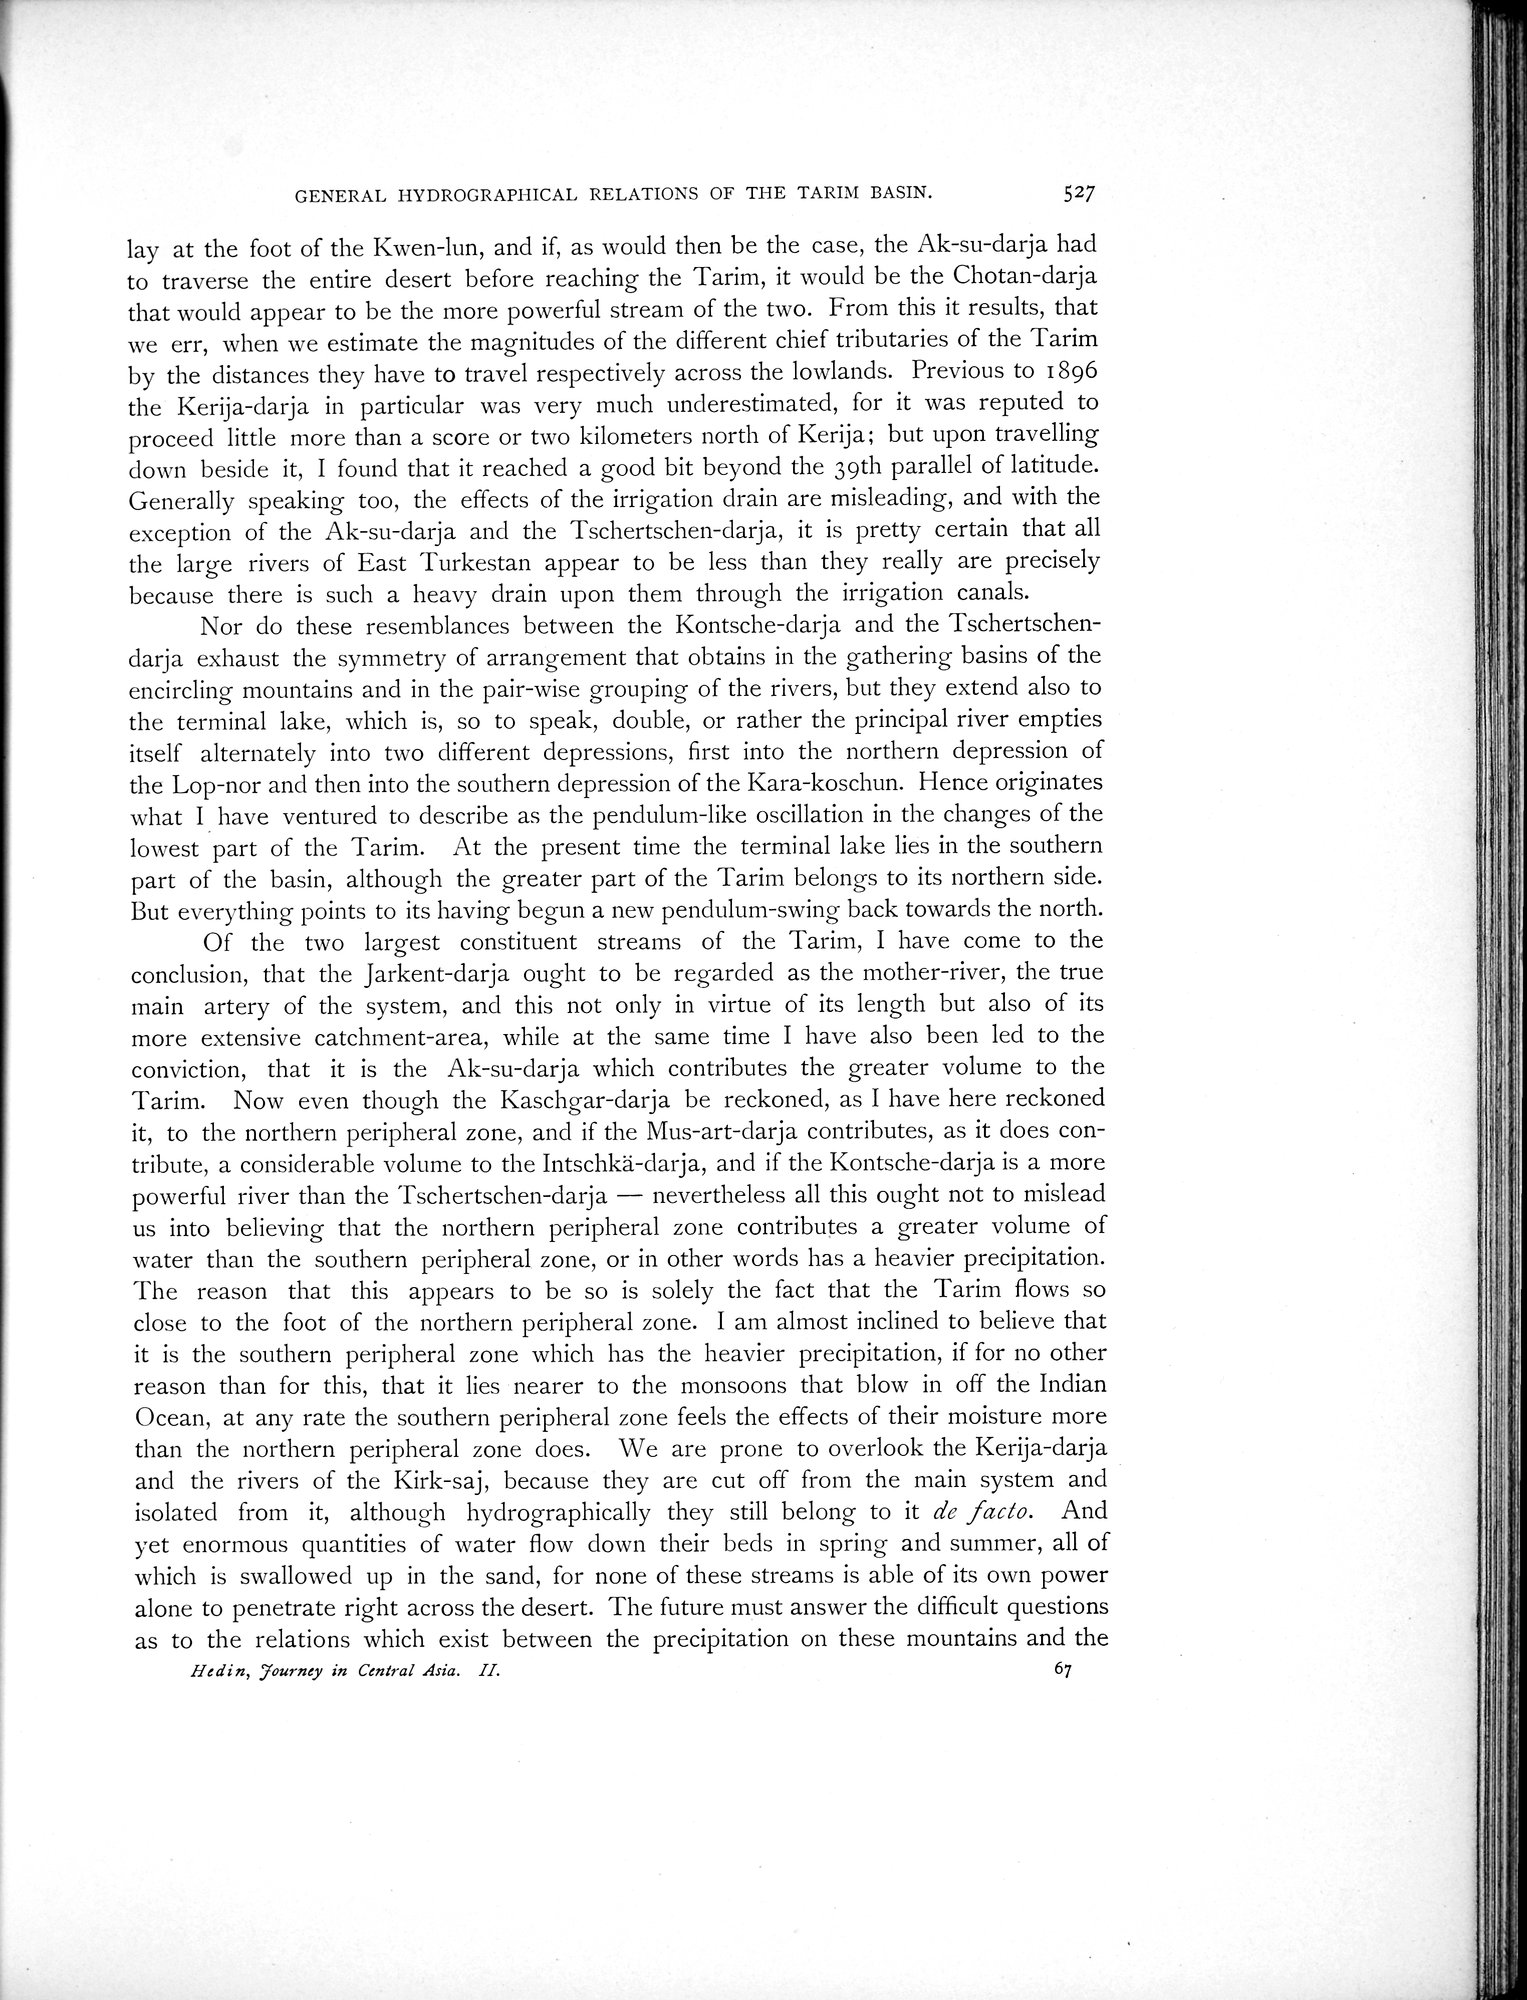 GENERAL HYDROGRAPHICAL RELATIONS OF THE TARIM BASIN. 527
lay at the foot of the Kwen-lun, and if, as would then be the case, the Ak-su-darja had
to traverse the entire desert before reaching the Tarim, it would be the Chotan-darja
that would appear to be the more powerful stream of the two. From this it results, that
we err, when we estimate the magnitudes of the different chief tributaries of the Tarim
by the distances they have to travel respectively across the lowlands. Previous to 1896
the Kerija-darja in particular was very much underestimated, for it was reputed to
proceed little more than a score or two kilometers north of Kerija; but upon travelling
down beside it, I found that it reached a good bit beyond the 39th parallel of latitude.
Generally speaking too, the effects of the irrigation drain are misleading, and with the
exception of the Ak-su-darja and the Tschertschen-darja, it is pretty certain that all
the large rivers of East Turkestan appear to be less than they really are precisely
because there is such a heavy drain upon them through the irrigation canals.
Nor do these resemblances between the Kontsche-darja and the Tschertschen-
darja exhaust the symmetry of arrangement that obtains in the gathering basins of the
encircling mountains and in the pair-wise grouping of the rivers, but they extend also to
the terminal lake, which is, so to speak, double, or rather the principal river empties
itself alternately into two different depressions, first into the northern depression of
the Lop-nor and then into the southern depression of the Kara-koschun. Hence originates
what I have ventured to describe as the pendulum-like oscillation in the changes of the
lowest part of the Tarim. At the present time the terminal lake lies in the southern
part of the basin, although the greater part of the Tarim belongs to its northern side.
But everything points to its having begun a new pendulum-swing back towards the north.
Of the two largest constituent streams of the Tarim, I have come to the
conclusion, that the Jarkent-darja ought to be regarded as the mother-river, the true
main artery of the system, and this not only in virtue of its length but also of its
more extensive catchment-area, while at the same time I have also been led to the
conviction, that it is the Ak-su-darja which contributes the greater volume to the
Tarim. Now even though the Kaschgar-darja be reckoned, as I have here reckoned
it, to the northern peripheral zone, and if the Mus-art-darja contributes, as it does con-
tribute, a considerable volume to the Intschkä-darja, and if the Kontsche-darja is a more
powerful river than the Tschertschen-darja — nevertheless all this ought not to mislead
us into believing that the northern peripheral zone contributes a greater volume of
water than the southern peripheral zone, or in other words has a heavier precipitation.
The reason that this appears to be so is solely the fact that the Tarim flows so
close to the foot of the northern peripheral zone. I am almost inclined to believe that
it is the southern peripheral zone which has the heavier precipitation, if for no other
reason than for this, that it lies nearer to the monsoons that blow in off the Indian
Ocean, at any rate the southern peripheral zone feels the effects of their moisture more
than the northern peripheral zone does. We are prone to overlook the Kerija-darja
and the rivers of the Kirk-saj, because they are cut off from the main system and
isolated from it, although hydrographically they still belong to it de facto. And
yet enormous quantities of water flow down their beds in spring and summer, all of
which is swallowed up in the sand, for none of these streams is able of its own power
alone to penetrate right across the desert. The future must answer the difficult questions
as to the relations which exist between the precipitation on these mountains and the
Hedin, Journey in Central Asia. II. 67